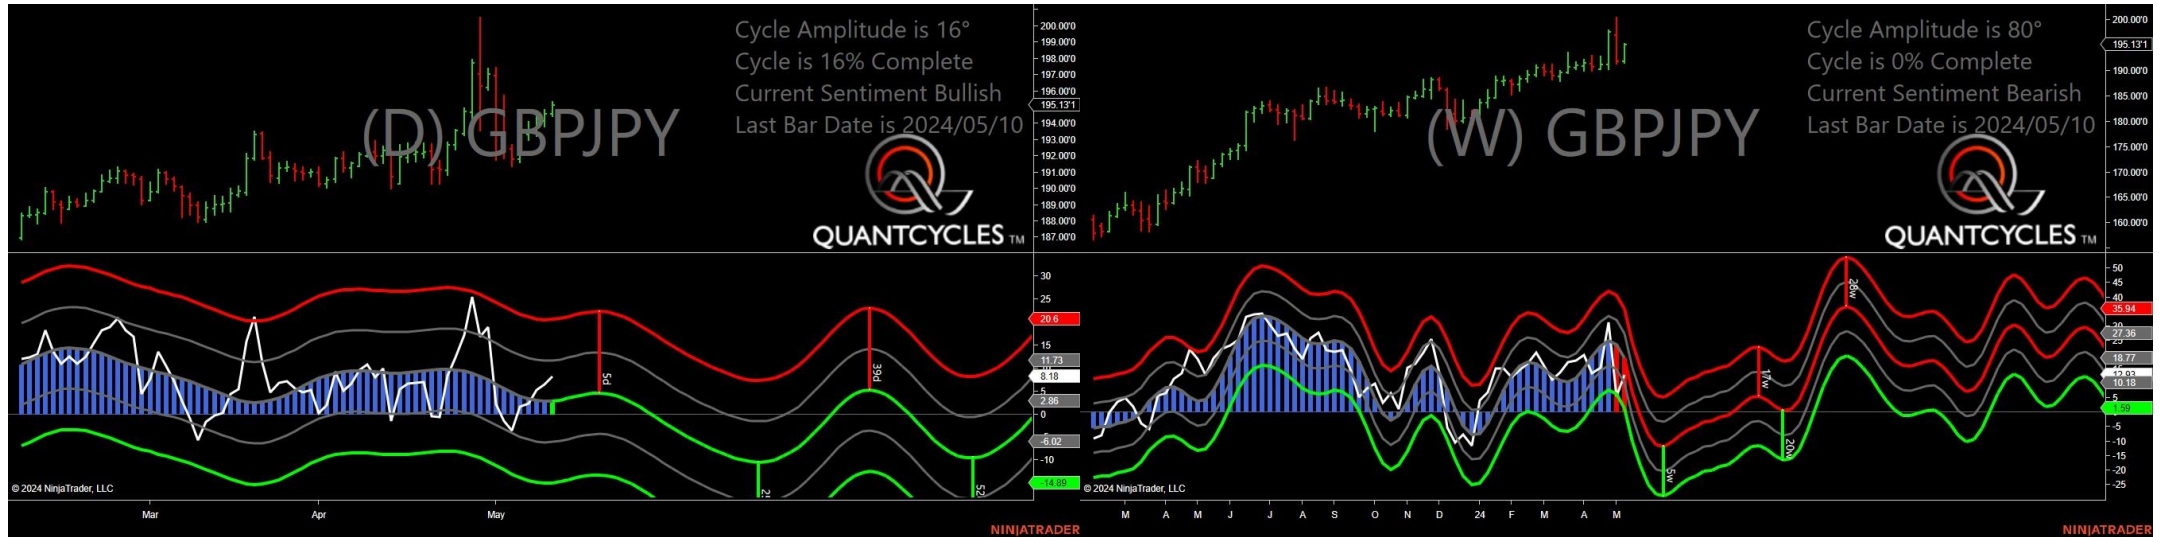 Cycle Amplitude is 16°
Cycle is 16% Complete
Current Sentiment Bullish
Last Bar Date is 2024/05/10
(D) GBPJPY
QUANTCYCLES TM
200.00'0
199.00'0
198.00'0
197.00'0
196.00'0
195.13'1
194.00'0
193.00'0
192.00'0
191.00'0
190.00'0
189.00'0
188.00'0
187.00'0
30
25
20.6
15
11.73
8.18
5
2.86
0
-6.02
-10
-14.89
5d
39d
52
© 2024 NinjaTrader, LLC
Mar
Apr
May
NINJATRADER
Cycle Amplitude is 80°
Cycle is 0% Complete
Current Sentiment Bearish
Last Bar Date is 2024/05/10
(W) GBPJPY
QUANTCYCLES TM
200.00'0
195.13'1
190.00'0
185.00'0
180.00'0
175.00'0
170.00'0
165.00'0
160.00'0
50
45
40
35.94
27.36
25
18.77
12.93
10.18
5
1.59
-5
-10
-15
-20
-25
5w
17w
20w
28w
© 2024 NinjaTrader, LLC
M A M J J A S O N D 24 F M A M
NINJATRADER